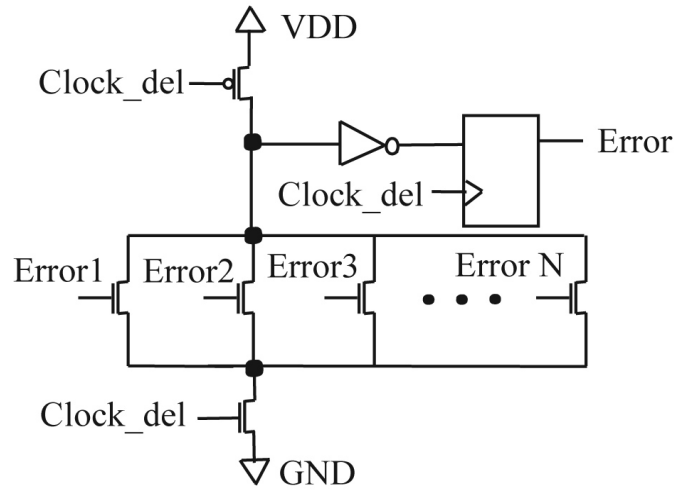 VDD
Clock_del
Error
Clock_del
Error1
Error2
Error3
Error N
Clock_del
GND